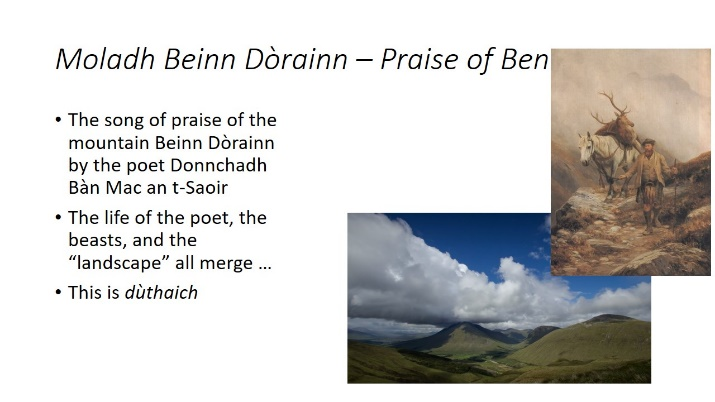 Moladh Beinn Dòrainn – Praise of Ben
• The song of praise of the
mountain Beinn Dòrainn
by the poet Donnchadh
Bàn Mac an t-Saoir
• The life of the poet, the
beasts, and the
“landscape” all merge …
• This is dùthaich